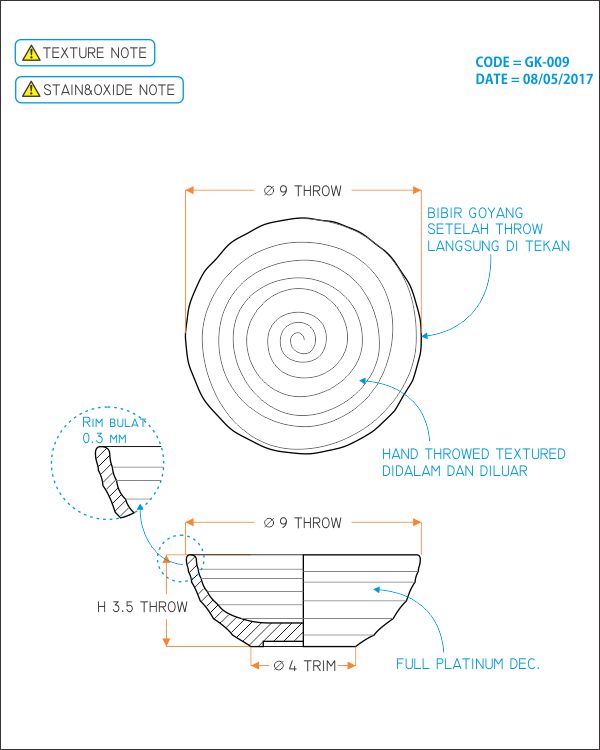 TEXTURE NOTE
STAIN&OXIDE NOTE
CODE = GK-009
DATE = 08/05/2017
∅ 9 THROW
BIBIR GOYANG
SETELAH THROW
LANGSUNG DI TEKAN
RIM BULAT
0.3 MM
HAND THROWED TEXTURED
DIDALAM DAN DILUAR
∅ 9 THROW
H 3.5 THROW
∅ 4 TRIM
FULL PLATINUM DEC.